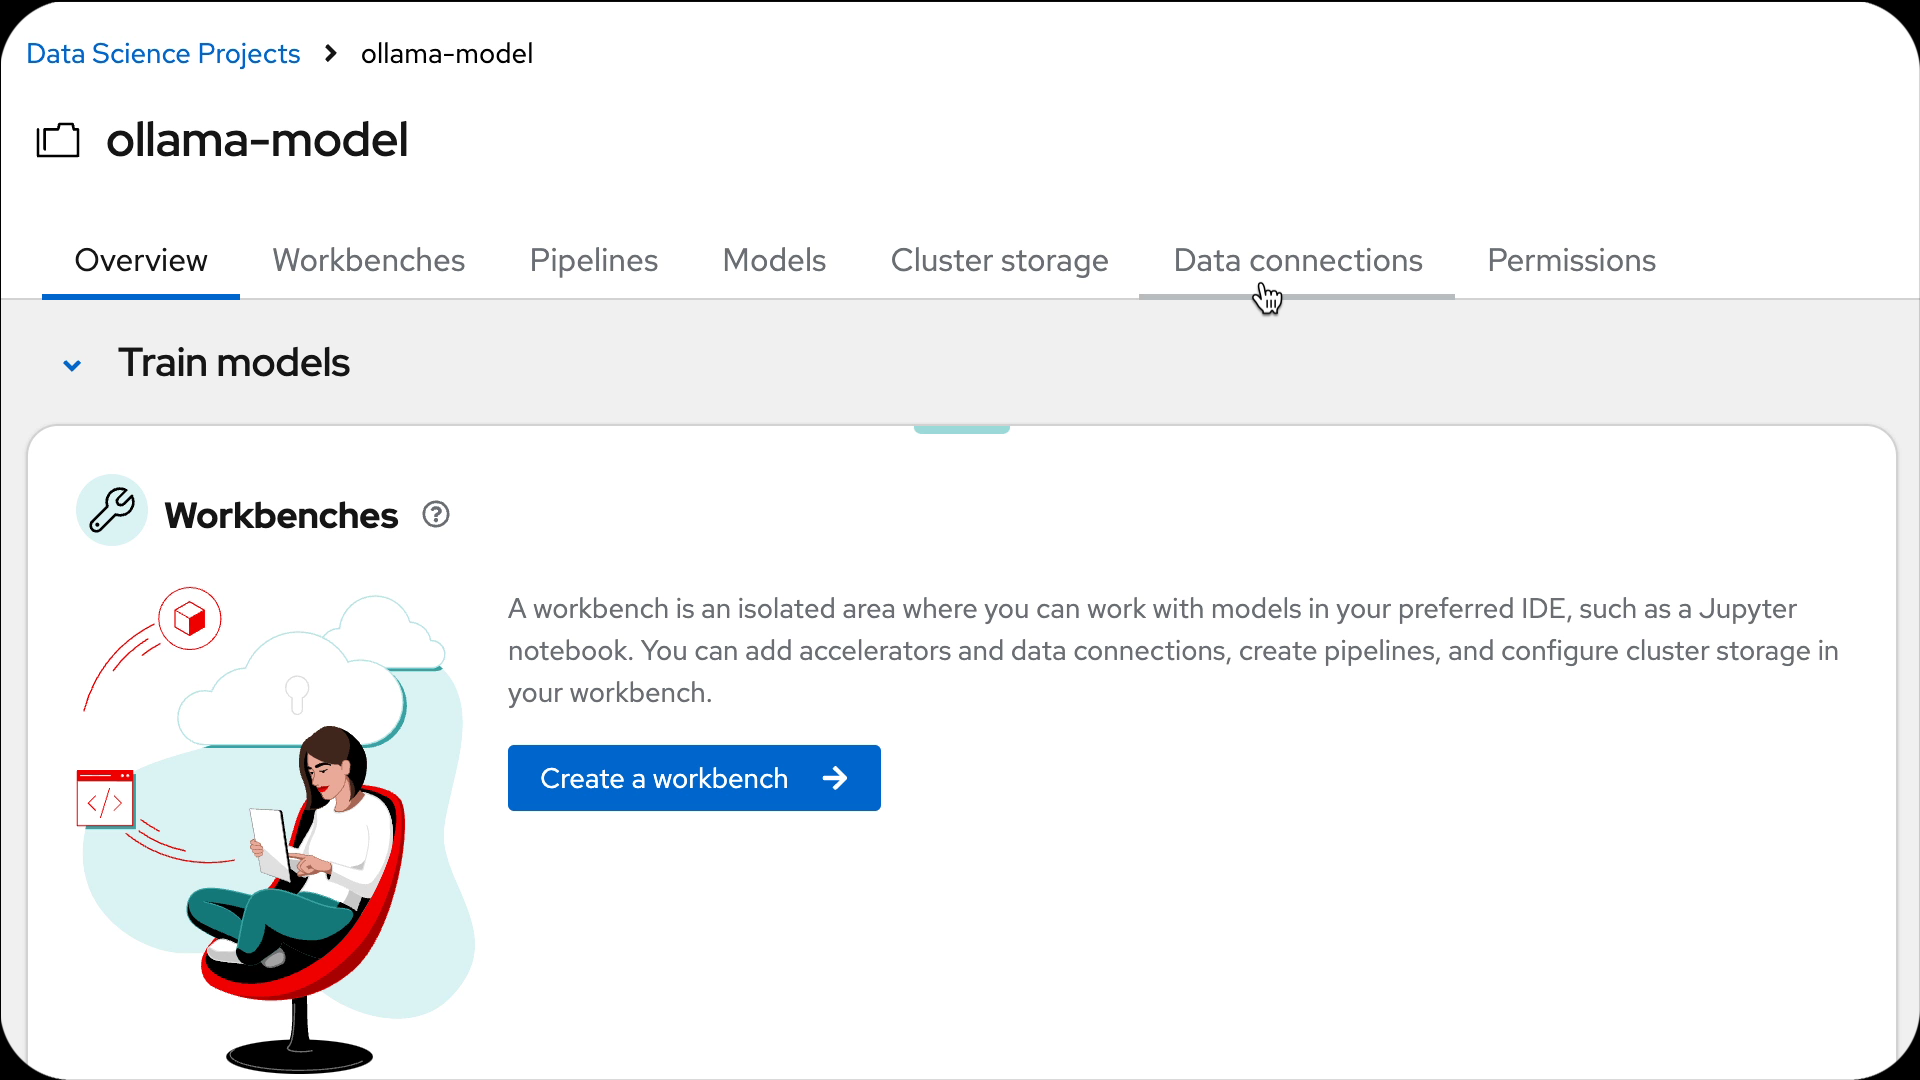 Data Science Projects > ollama-model
ollama-model
Overview Workbenches Pipelines Models Cluster storage Data connections Permissions
Train models
Workbenches
A workbench is an isolated area where you can work with models in your preferred IDE, such as a Jupyter
notebook. You can add accelerators and data connections, create pipelines, and configure cluster storage in
your workbench.
Create a workbench